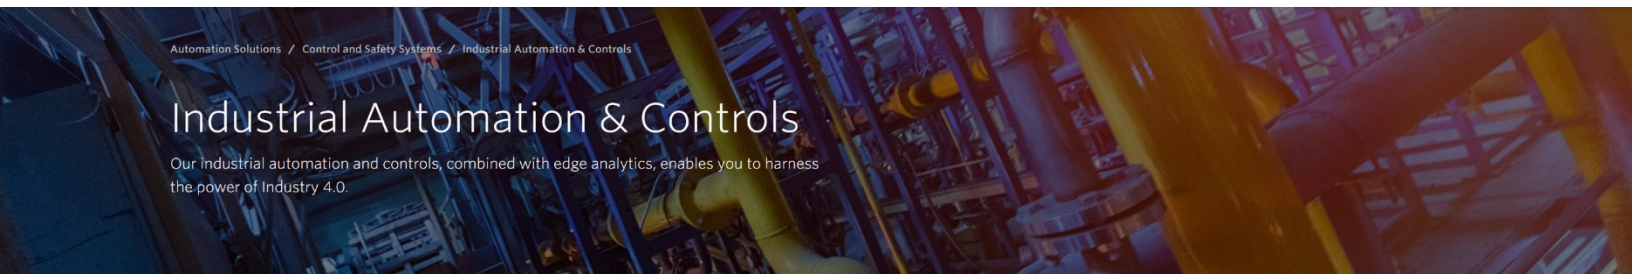 Automation Solutions / Control and Safety Systems / Industrial Automation & Controls
Industrial Automation & Controls
Our industrial automation and controls, combined with edge analytics, enables you to harness
the power of Industry 4.0.